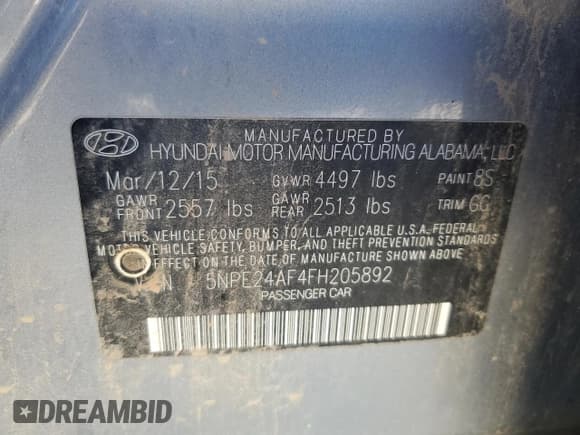 MANUFACTURED BY
HYUNDAI MOTOR MANUFACTURING ALABAMA, LLC
Mar/12/15 GVWR 4497 lbs PAINT 8S
GAWR FRONT 2557 lbs GAWR REAR 2513 lbs TRIM GG
THIS VEHICLE CONFORMS TO ALL APPLICABLE U.S.A. FEDERAL
MOTOR VEHICLE SAFETY, BUMPER, AND THEFT PREVENTION STANDARDS
IN EFFECT ON THE DATE OF MANUFACTURE SHOWN ABOVE.
VIN 5NPE24AF4FH205892
PASSENGER CAR
DREAMBID